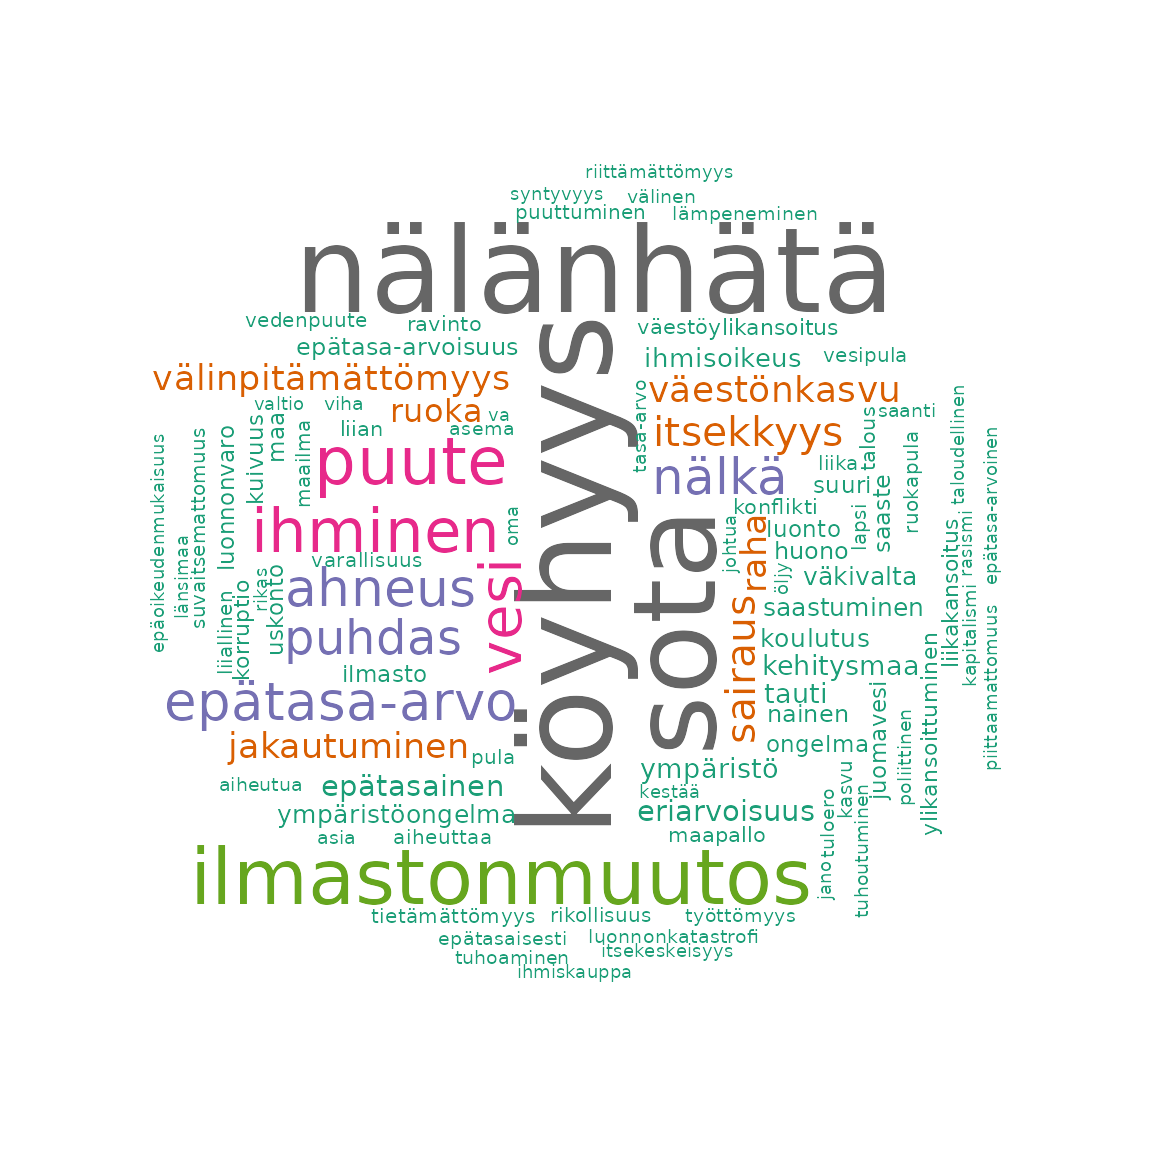 riittämättömyys
syntyvyys
välinen
puuttuminen
lämpeneminen
nälänhätä
vedenpuute
ravinto
väestöylikansoitus
epätasa-arvoisuus
ihmisoikeus
vesipula
välinpitämättömyys
väestönkasvu
valtio
viha
ruoka
va
saanti
liian
asema
itsekkyys
puute
nälkä
liika
suuri
köyhyys
sota
tasa-arvo
talous
ruokapula
taloudellinen
epätasa-arvoinen
epäoikeudenmukaisuus
länsimaa
suvaitsemattomuus
luonnonvaro
kuivuus
maa
maailma
ihminen
oma
konflikti
luonto
huono
väkivalta
johtua
raha
öljy
lapsi
saaste
varallisuus
ahneus
vesi
saastuminen
puhdas
koulutus
kehitysmaa
sairaus
tauti
nainen
ongelma
liiallinen
korruptio
rikas
uskonto
ilmasto
epätasa-arvo
jakautuminen
pula
liikakansoitus
rasismi
kapitalismi
piittaamattomuus
ylikansoittuminen
juomavesi
poliittinen
aiheutua
epätasainen
ympäristö
kestää
ympäristöongelma
eriarvoisuus
asia
aiheuttaa
maapallo
kasvu
tuloero
jano
tuhoutuminen
ilmastonmuutos
tietämättömyys
rikollisuus
työttömyys
epätasaisesti
luonnonkatastrofi
itsekeskeisyys
tuhoaminen
ihmiskauppa